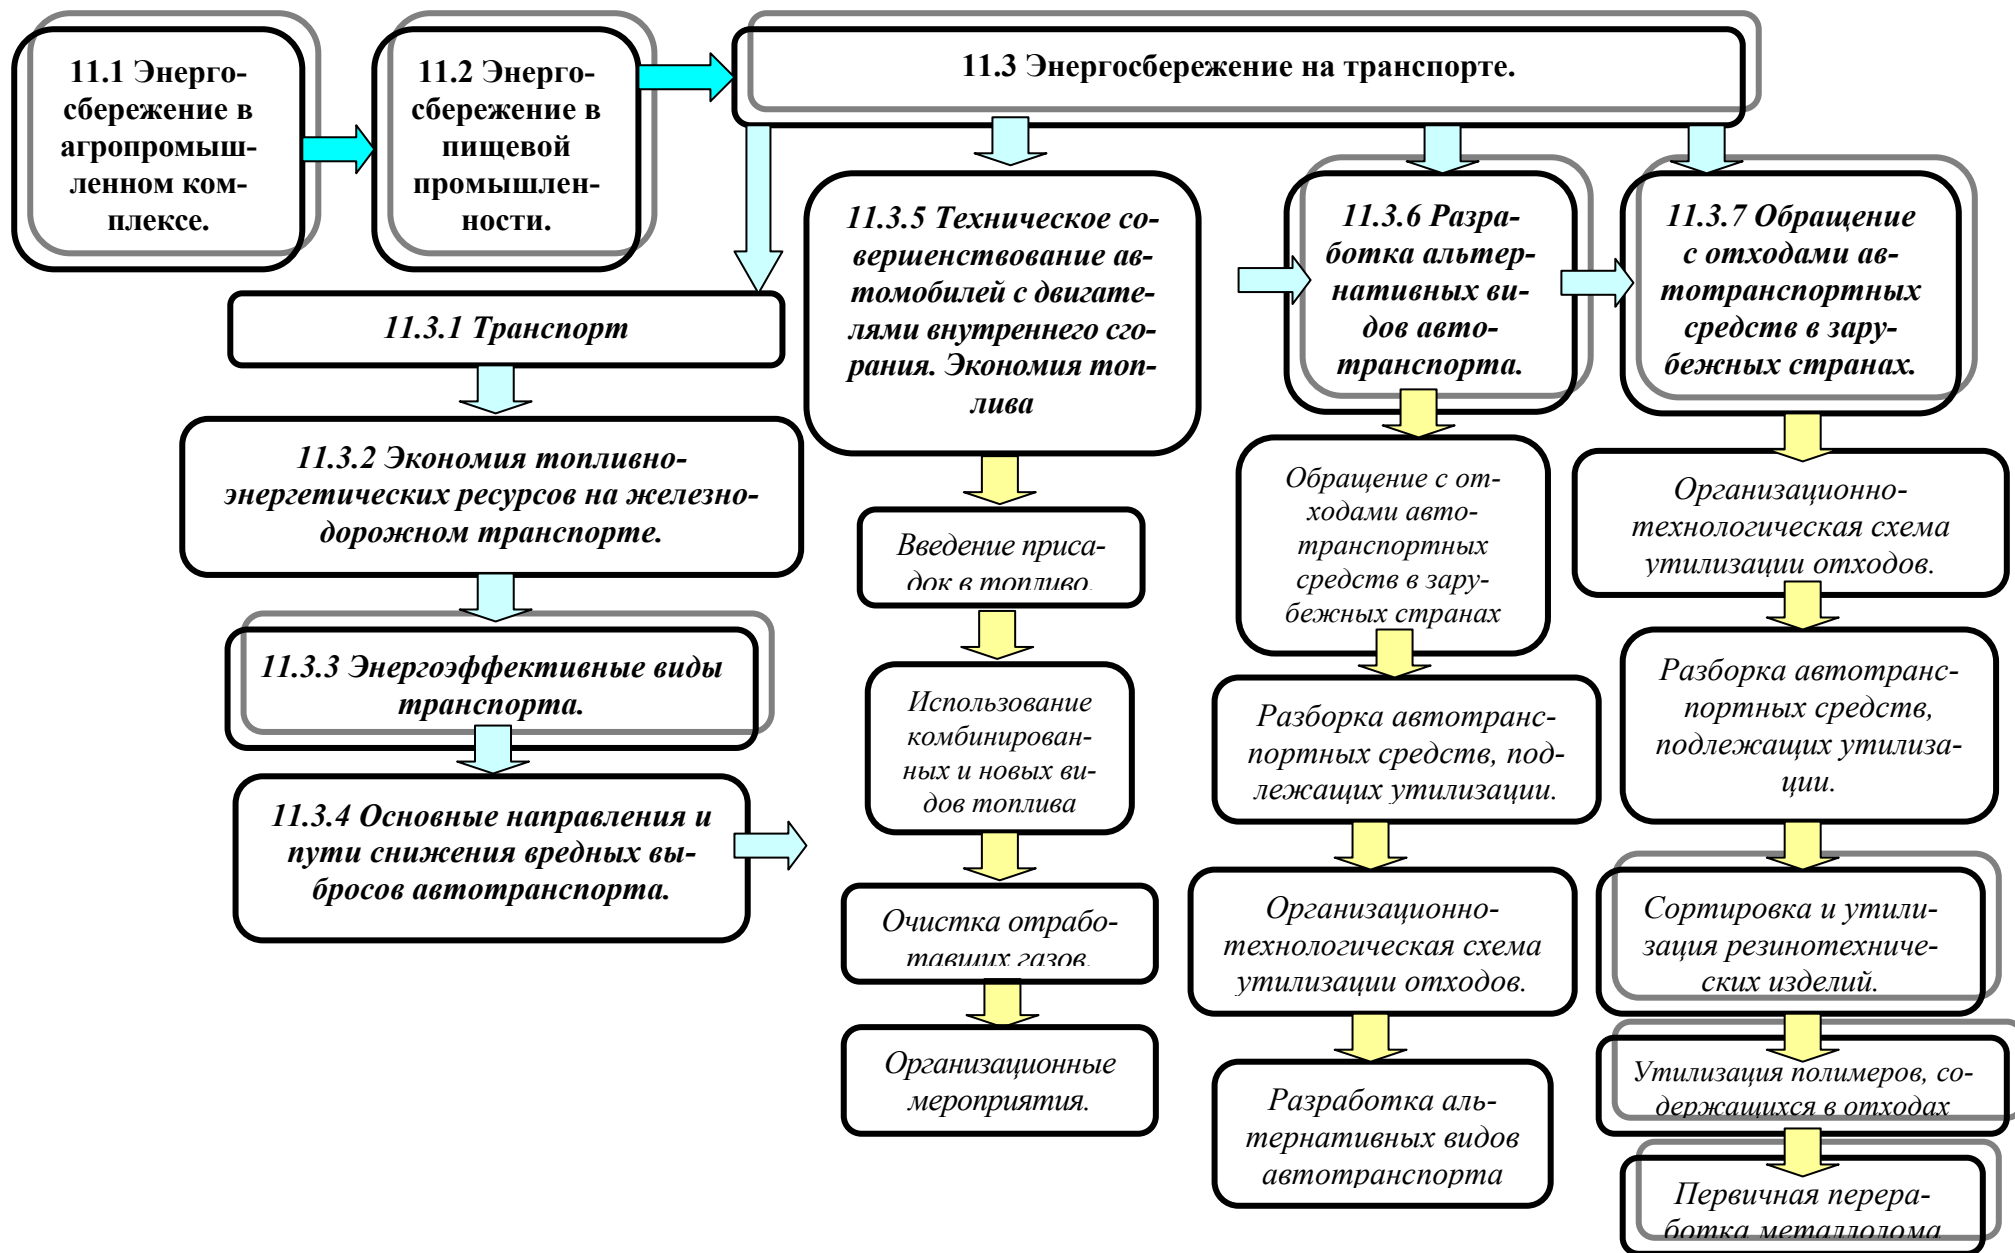 11.1 Энерго-
сбережение в
агропромыш-
ленном ком-
плексе.
11.2 Энерго-
сбережение в
пищевой
промышлен-
ности.
11.3 Энергосбережение на транспорте.
11.3.1 Транспорт
11.3.2 Экономия топливно-
энергетических ресурсов на железно-
дорожном транспорте.
11.3.3 Энергоэффективные виды
транспорта.
11.3.4 Основные направления и
пути снижения вредных вы-
бросов автотранспорта.
11.3.5 Техническое со-
вершенствование ав-
томобилей с двигате-
лями внутреннего сго-
рания. Экономия топ-
лива
Введение приса-
док в топливо.
Использование
комбинирован-
ных и новых ви-
дов топлива
Очистка отрабо-
тавших газов.
Организационные
мероприятия.
11.3.6 Разра-
ботка альтер-
нативных ви-
дов авто-
транспорта.
Обращение с от-
ходами авто-
транспортных
средств в зару-
бежных странах
Разборка автотранс-
портных средств, под-
лежащих утилизации.
Организационно-
технологическая схема
утилизации отходов.
Разработка аль-
тернативных видов
автотранспорта
11.3.7 Обращение
с отходами ав-
тотранспортных
средств в зару-
бежных странах.
Организационно-
технологическая схема
утилизации отходов.
Разборка автотранс-
портных средств,
подлежащих утилиза-
ции.
Сортировка и утили-
зация резинотехниче-
ских изделий.
Утилизация полимеров, со-
держащихся в отходах
Первичная перера-
ботка металлолома